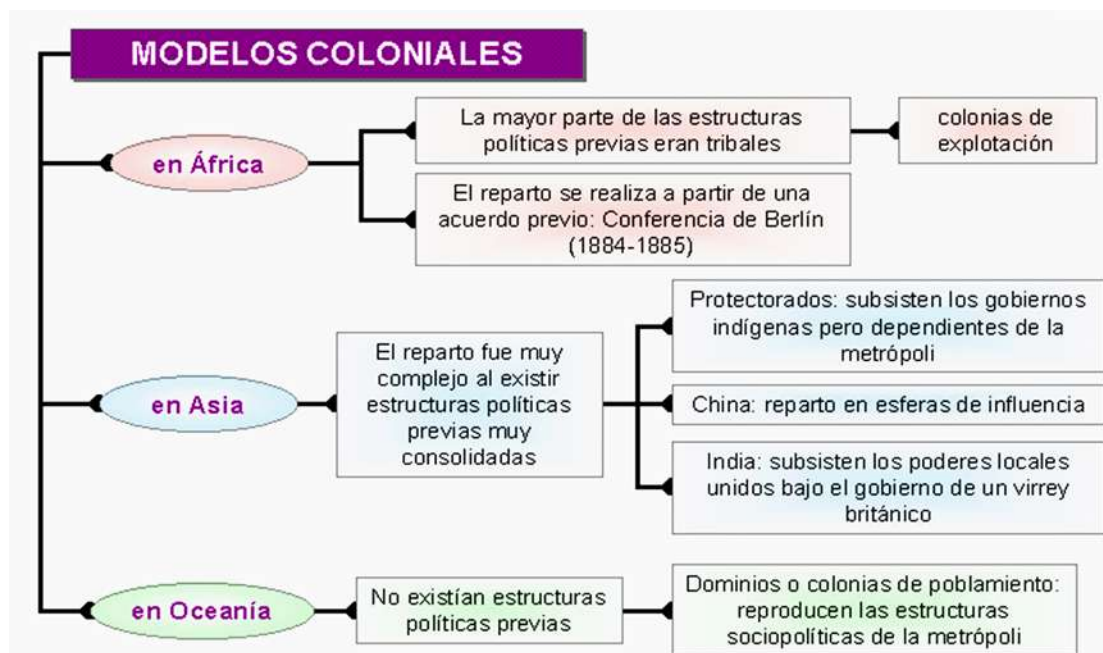 MODELOS COLONIALES
en África
La mayor parte de las estructuras
políticas previas eran tribales
colonias de
explotación
El reparto se realiza a partir de una
acuerdo previo: Conferencia de Berlín
(1884-1885)
en Asia
El reparto fue muy
complejo al existir
estructuras políticas
previas muy
consolidadas
Protectorados: subsisten los gobiernos
indígenas pero dependientes de la
metrópoli
China: reparto en esferas de influencia
India: subsisten los poderes locales
unidos bajo el gobierno de un virrey
británico
en Oceanía
No existían estructuras
políticas previas
Dominios o colonias de poblamiento:
reproducen las estructuras
sociopolíticas de la metrópoli